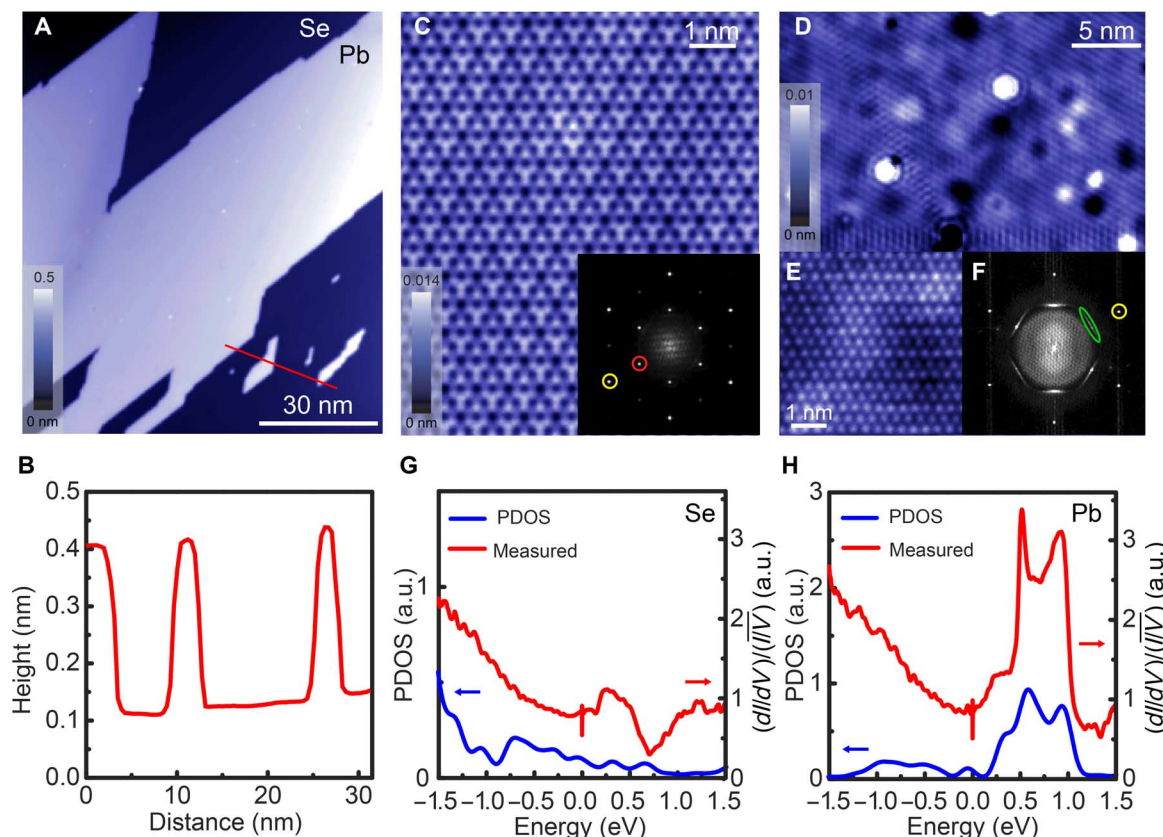 A
Se
Pb
0.5
0 nm
30 nm
C
1 nm
0.014
0 nm
D
5 nm
0.01
0 nm
E
1 nm
F
B
0.5
0.4
0.3
0.2
0.1
0.0
Height (nm)
0 10 20 30
Distance (nm)
G
PDOS
Measured
Se
1
0
PDOS (a.u.)
3
2
1
0
(dI/dV)/(I/V) (a.u.)
−1.5 −1.0 −0.5 0.0 0.5 1.0 1.5
Energy (eV)
H
PDOS
Measured
Pb
3
2
1
0
PDOS (a.u.)
3
2
1
0
(dI/dV)/(I/V) (a.u.)
−1.5 −1.0 −0.5 0.0 0.5 1.0 1.5
Energy (eV)